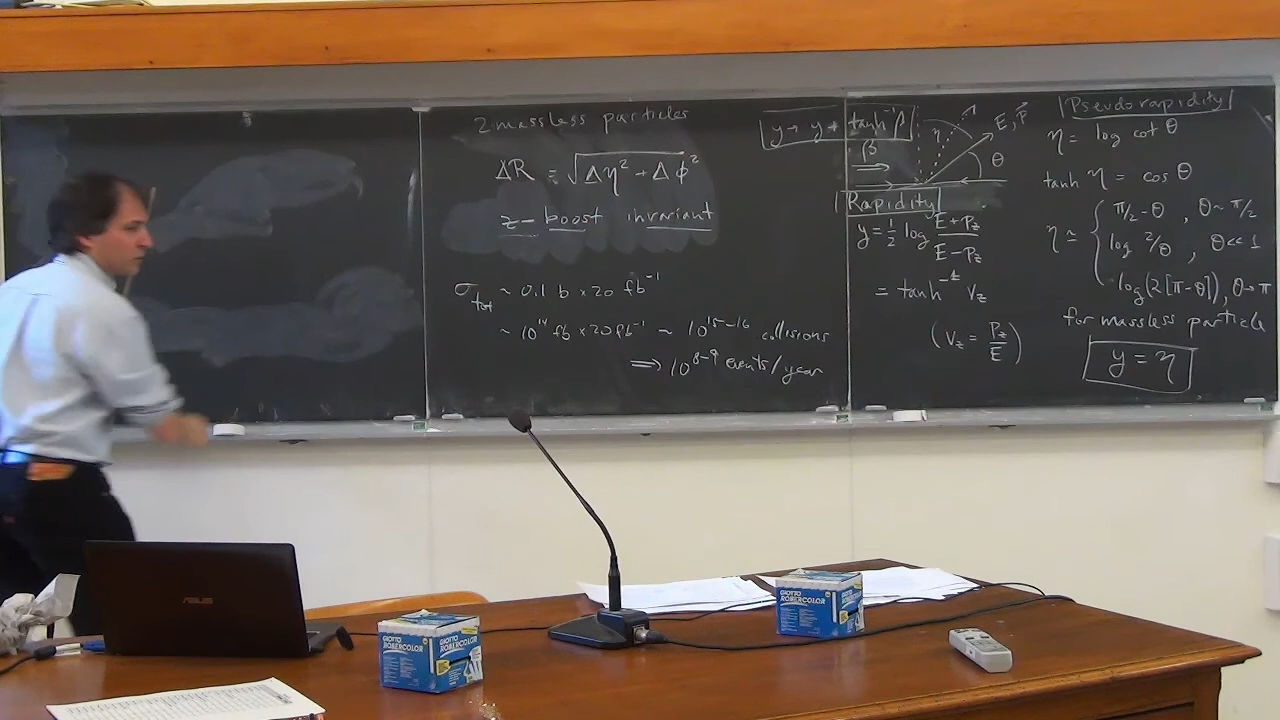 2 massless particles
ΔR = √Δη² + Δφ²
z-boost invariant
σtot ~ 0.1 b × 20 fb⁻¹
~ 10¹⁴ fb × 20 fb⁻¹ ~ 10¹⁵⁻¹⁶ collisions
⇒ 10⁸⁻⁹ events/year
y → y + tanh⁻¹ β
β
η
E, p⃗
θ
Rapidity
y = ½ log E+Pz / E-Pz
= tanh⁻¹ Vz
(Vz = Pz/E)
Pseudorapidity
η = log cot θ
tanh η = cos θ
η ≃ { π/2 - θ , θ ~ π/2
log 2/θ , θ << 1
-log(2[π-θ]), θ → π
for massless particle
y = η
ASUS
GIOTTO
ROBERCOLOR
GIOTTO
ROBERCOLOR
GIOTTO
ROBERCOLOR